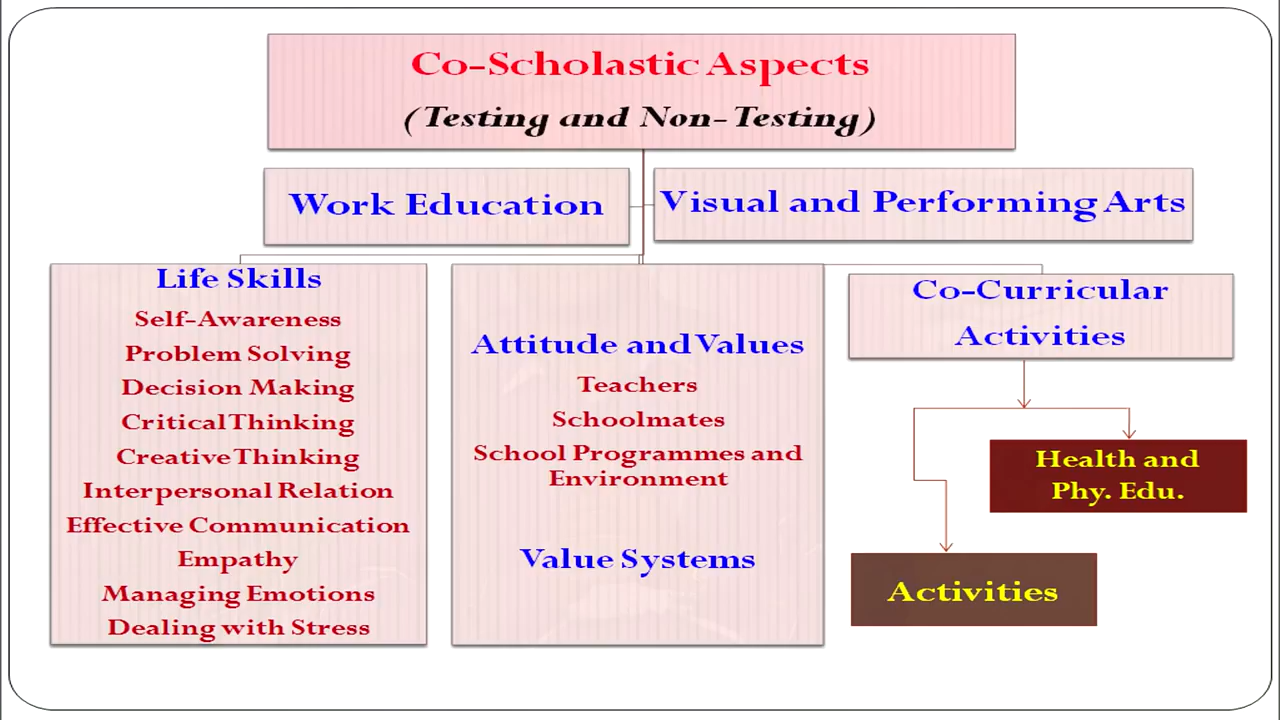 Co-Scholastic Aspects
(Testing and Non-Testing)
Work Education
Visual and Performing Arts
Life Skills
Self-Awareness
Problem Solving
Decision Making
Critical Thinking
Creative Thinking
Interpersonal Relation
Effective Communication
Empathy
Managing Emotions
Dealing with Stress
Attitude and Values
Teachers
Schoolmates
School Programmes and
Environment
Value Systems
Co-Curricular
Activities
Health and
Phy. Edu.
Activities